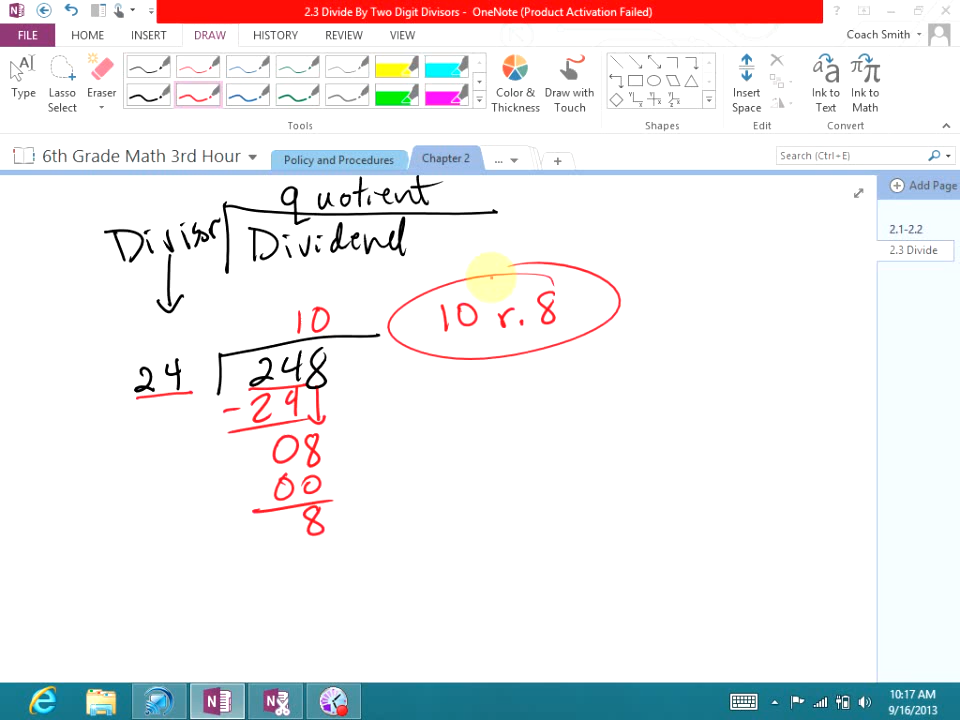 2.3 Divide By Two Digit Divisors - OneNote (Product Activation Failed)
FILE HOME INSERT DRAW HISTORY REVIEW VIEW Coach Smith
Type Lasso Select Eraser Color & Thickness Draw with Touch Insert Space Ink to Text Ink to Math
Tools Shapes Edit Convert
6th Grade Math 3rd Hour Policy and Procedures Chapter 2 ... + Search (Ctrl+E)
Add Page
2.1-2.2
2.3 Divide
quotient
Divisor Dividend
10 10 r. 8
24 248
-24
08
00
8
10:17 AM
9/16/2013